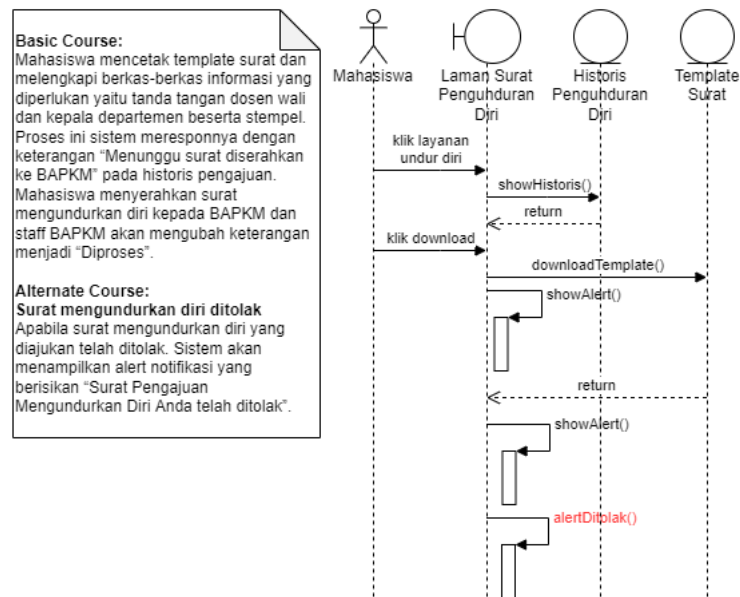 Basic Course:
Mahasiswa mencetak template surat dan
melengkapi berkas-berkas informasi yang
diperlukan yaitu tanda tangan dosen wali
dan kepala departemen beserta stempel.
Proses ini sistem meresponnya dengan
keterangan “Menunggu surat diserahkan
ke BAPKM” pada historis pengajuan.
Mahasiswa menyerahkan surat
mengundurkan diri kepada BAPKM dan
staff BAPKM akan mengubah keterangan
menjadi “Diproses”.
Alternate Course:
Surat mengundurkan diri ditolak
Apabila surat mengundurkan diri yang
diajukan telah ditolak. Sistem akan
menampilkan alert notifikasi yang
berisikan “Surat Pengajuan
Mengundurkan Diri Anda telah ditolak”.
Mahasiswa
Laman Surat
Pengunduran
Diri
Historis
Pengunduran
Diri
Template
Surat
klik layanan
undur diri
showHistoris()
return
klik download
downloadTemplate()
showAlert()
return
showAlert()
alertDitolak()